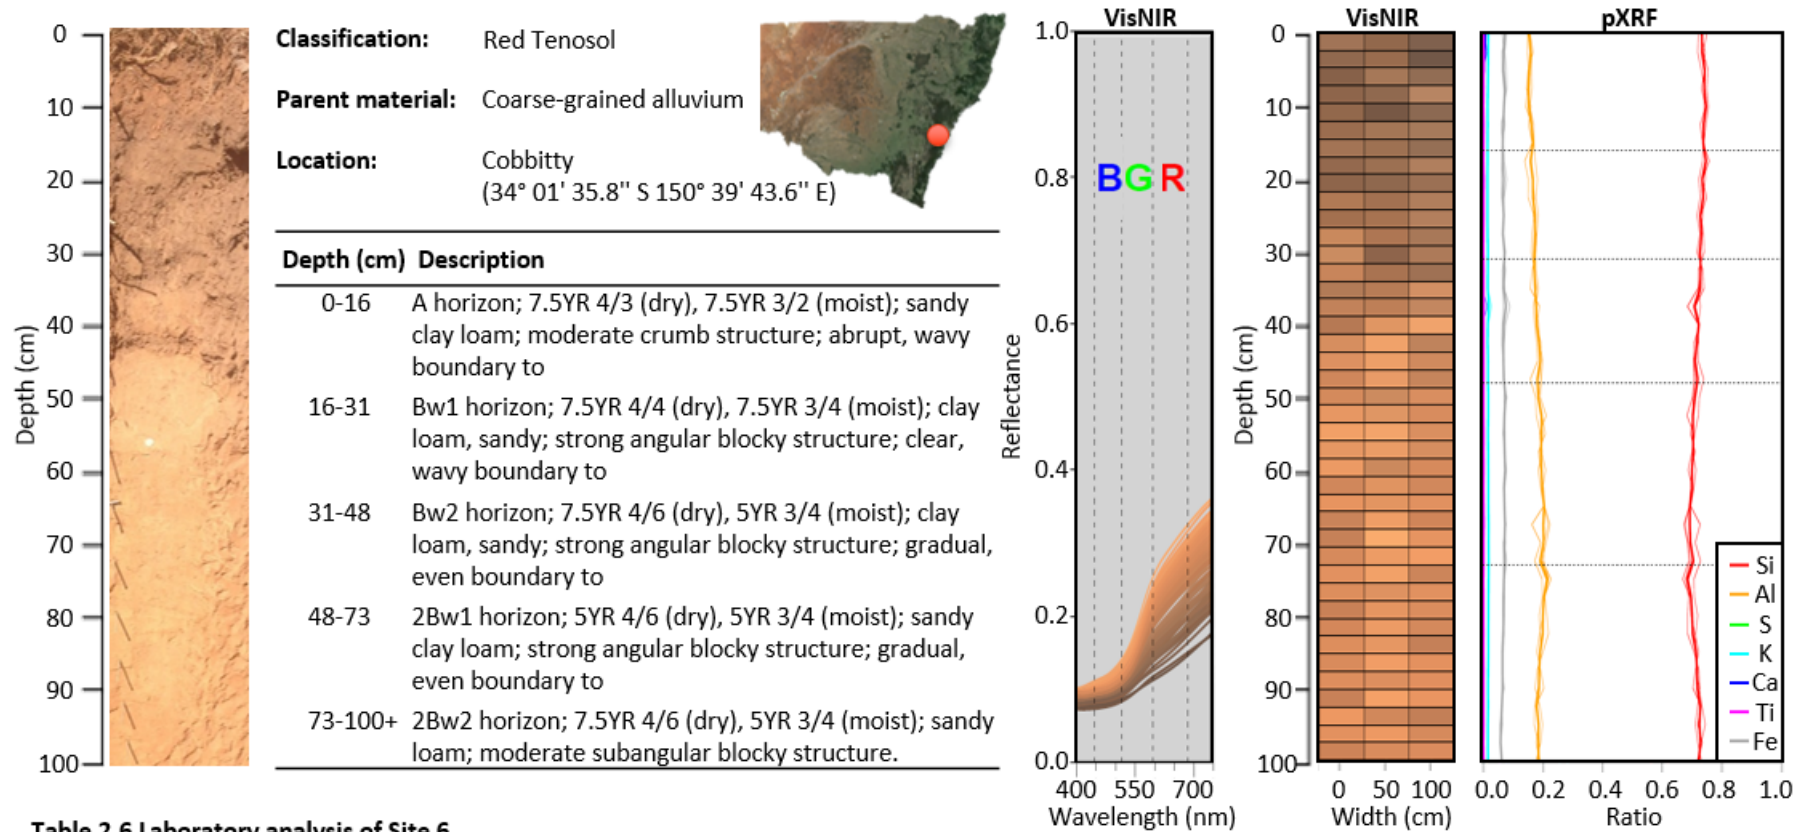 Classification: Red Tenosol
Parent material: Coarse-grained alluvium
Location: Cobbitty
(34° 01' 35.8" S 150° 39' 43.6" E)
Depth (cm) Description
0-16 A horizon; 7.5YR 4/3 (dry), 7.5YR 3/2 (moist); sandy
clay loam; moderate crumb structure; abrupt, wavy
boundary to
16-31 Bw1 horizon; 7.5YR 4/4 (dry), 7.5YR 3/4 (moist); clay
loam, sandy; strong angular blocky structure; clear,
wavy boundary to
31-48 Bw2 horizon; 7.5YR 4/6 (dry), 5YR 3/4 (moist); clay
loam, sandy; strong angular blocky structure; gradual,
even boundary to
48-73 2Bw1 horizon; 5YR 4/6 (dry), 5YR 3/4 (moist); sandy
clay loam; strong angular blocky structure; gradual,
even boundary to
73-100+ 2Bw2 horizon; 7.5YR 4/6 (dry), 5YR 3/4 (moist); sandy
loam; moderate subangular blocky structure.
Depth (cm)
0
10
20
30
40
50
60
70
80
90
100
VisNIR
Reflectance
1.0
0.8
0.6
0.4
0.2
0.0
B G R
400 550 700
Wavelength (nm)
VisNIR
Depth (cm)
0
10
20
30
40
50
60
70
80
90
100
0 50 100
Width (cm)
pXRF
Si
Al
S
K
Ca
Ti
Fe
0.0 0.2 0.4 0.6 0.8 1.0
Ratio
Table 2.6 Laboratory analysis of Site 6